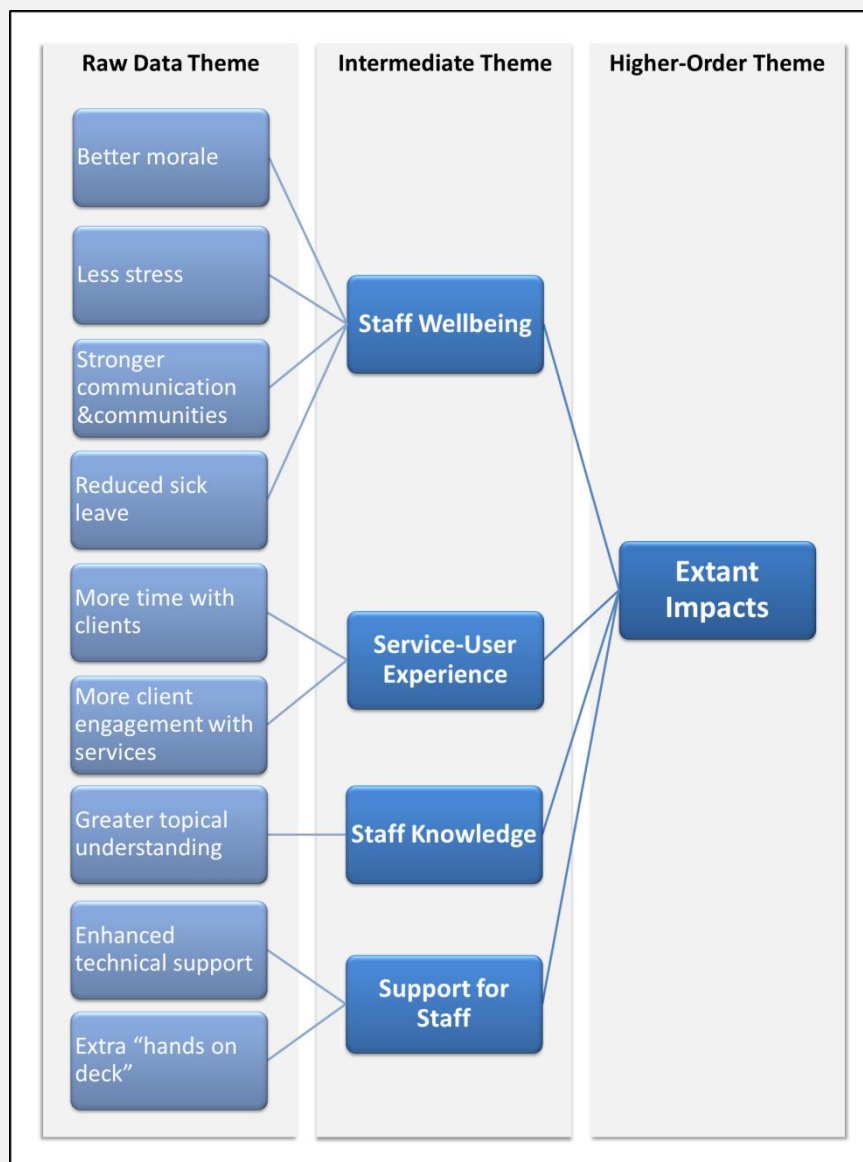 Raw Data Theme
Intermediate Theme
Higher-Order Theme
Better morale
Less stress
Stronger
communication
&communities
Reduced sick
leave
More time with
clients
More client
engagement with
services
Greater topical
understanding
Enhanced
technical support
Extra “hands on
deck”
Staff Wellbeing
Service-User
Experience
Staff Knowledge
Support for
Staff
Extant
Impacts